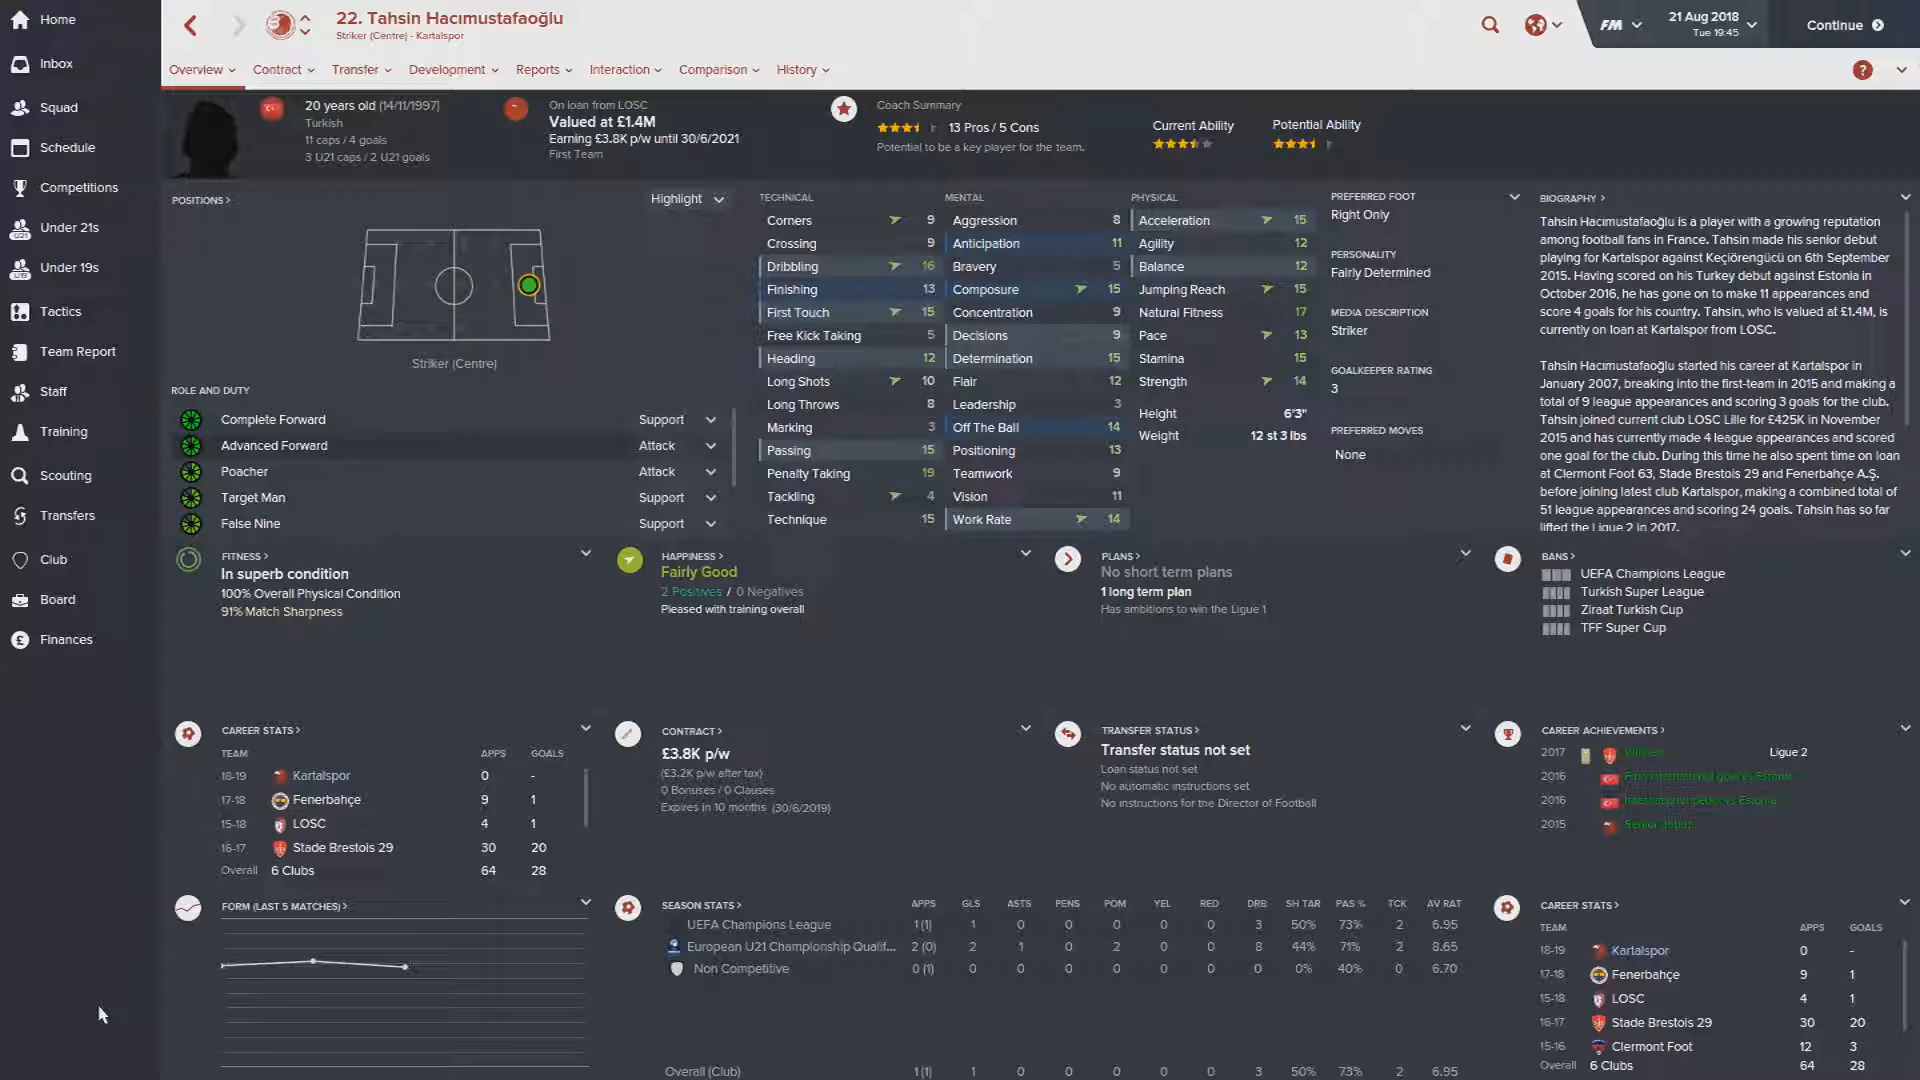 Home
Inbox
Squad
Schedule
Competitions
Under 21s
Under 19s
Tactics
Team Report
Staff
Training
Scouting
Transfers
Club
Board
Finances
22. Tahsin Hacımustafaoğlu
Striker (Centre) - Kartalspor
FM
21 Aug 2018
Tue 19:45
Continue
Overview Contract Transfer Development Reports Interaction Comparison History
?
20 years old (14/11/1997)
Turkish
11 caps / 4 goals
3 U21 caps / 2 U21 goals
On loan from LOSC
Valued at £1.4M
Earning £3.8K p/w until 30/6/2021
First Team
Coach Summary
13 Pros / 5 Cons
Potential to be a key player for the team.
Current Ability
Potential Ability
POSITIONS >
Highlight
Striker (Centre)
ROLE AND DUTY
Complete Forward Support
Advanced Forward Attack
Poacher Attack
Target Man Support
False Nine Support
TECHNICAL
Corners 9
Crossing 9
Dribbling 16
Finishing 13
First Touch 15
Free Kick Taking 5
Heading 12
Long Shots 10
Long Throws 8
Marking 3
Passing 15
Penalty Taking 19
Tackling 4
Technique 15
MENTAL
Aggression 8
Anticipation 11
Bravery 5
Composure 15
Concentration 9
Decisions 9
Determination 15
Flair 12
Leadership 3
Off The Ball 14
Positioning 13
Teamwork 9
Vision 11
Work Rate 14
PHYSICAL
Acceleration 15
Agility 12
Balance 12
Jumping Reach 15
Natural Fitness 17
Pace 13
Stamina 15
Strength 14
Height 6'3"
Weight 12 st 3 lbs
PREFERRED FOOT
Right Only
PERSONALITY
Fairly Determined
MEDIA DESCRIPTION
Striker
GOALKEEPER RATING
3
PREFERRED MOVES
None
BIOGRAPHY >
Tahsin Hacımustafaoğlu is a player with a growing reputation
among football fans in France. Tahsin made his senior debut
playing for Kartalspor against Keçiörengücü on 6th September
2015. Having scored on his Turkey debut against Estonia in
October 2016, he has gone on to make 11 appearances and
score 4 goals for his country. Tahsin, who is valued at £1.4M, is
currently on loan at Kartalspor from LOSC.
Tahsin Hacımustafaoğlu started his career at Kartalspor in
January 2007, breaking into the first-team in 2015 and making a
total of 9 league appearances and scoring 3 goals for the club.
Tahsin joined current club LOSC Lille for £425K in November
2015 and has currently made 4 league appearances and scored
one goal for the club. During this time he also spent time on loan
at Clermont Foot 63, Stade Brestois 29 and Fenerbahçe A.Ş.
before joining latest club Kartalspor, making a combined total of
51 league appearances and scoring 24 goals. Tahsin has so far
lifted the Ligue 2 in 2017.
FITNESS >
In superb condition
100% Overall Physical Condition
91% Match Sharpness
HAPPINESS >
Fairly Good
2 Positives / 0 Negatives
Pleased with training overall
PLANS >
No short term plans
1 long term plan
Has ambitions to win the Ligue 1
BANS >
UEFA Champions League
Turkish Super League
Ziraat Turkish Cup
TFF Super Cup
CAREER STATS >
TEAM APPS GOALS
18-19 Kartalspor 0 -
17-18 Fenerbahçe 9 1
15-18 LOSC 4 1
16-17 Stade Brestois 29 30 20
Overall 6 Clubs 64 28
CONTRACT >
£3.8K p/w
(£3.2K p/w after tax)
0 Bonuses / 0 Clauses
Expires in 10 months (30/6/2019)
TRANSFER STATUS >
Transfer status not set
Loan status not set
No automatic instructions set
No instructions for the Director of Football
CAREER ACHIEVEMENTS >
2017 Winners Ligue 2
2016 First international goal vs Estonia
2016 International debut vs Estonia
2015 Senior debut
FORM (LAST 5 MATCHES) >
SEASON STATS > APPS GLS ASTS PENS POM YEL RED DRB SH TAR PAS % TCK AV RAT
UEFA Champions League 1 (1) 1 0 0 0 0 0 3 50% 73% 2 6.95
European U21 Championship Qualif... 2 (0) 2 1 0 2 0 0 8 44% 71% 2 8.65
Non Competitive 0 (1) 0 0 0 0 0 0 0 0% 40% 0 6.70
Overall (Club) 1 (1) 1 0 0 0 0 0 3 50% 73% 2 6.95
CAREER STATS >
TEAM APPS GOALS
18-19 Kartalspor 0 -
17-18 Fenerbahçe 9 1
15-18 LOSC 4 1
16-17 Stade Brestois 29 30 20
15-16 Clermont Foot 12 3
Overall 6 Clubs 64 28